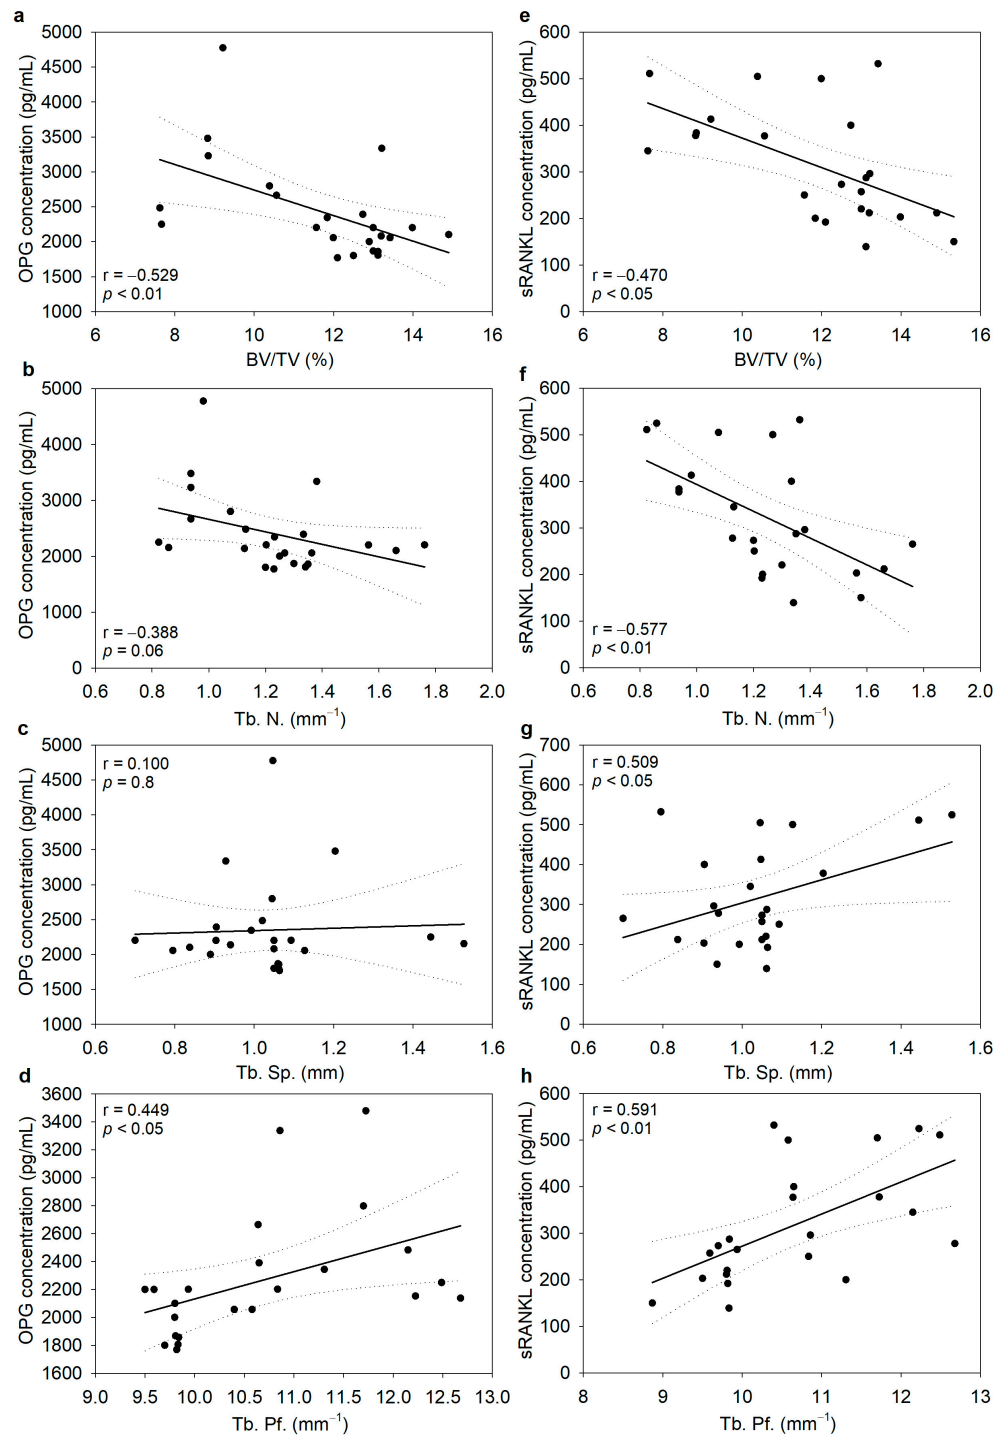 a
5000
4500
4000
3500
3000
2500
2000
1500
1000
OPG concentration (pg/mL)
r = −0.529
p < 0.01
6 8 10 12 14 16
BV/TV (%)
e
600
500
400
300
200
100
0
sRANKL concentration (pg/mL)
r = −0.470
p < 0.05
6 8 10 12 14 16
BV/TV (%)
b
5000
4000
3000
2000
1000
0
OPG concentration (pg/mL)
r = −0.388
p = 0.06
0.6 0.8 1.0 1.2 1.4 1.6 1.8 2.0
Tb. N. (mm⁻¹)
f
600
500
400
300
200
100
0
sRANKL concentration (pg/mL)
r = −0.577
p < 0.01
0.6 0.8 1.0 1.2 1.4 1.6 1.8 2.0
Tb. N. (mm⁻¹)
c
5000
4500
4000
3500
3000
2500
2000
1500
1000
OPG concentration (pg/mL)
r = 0.100
p = 0.8
0.6 0.8 1.0 1.2 1.4 1.6
Tb. Sp. (mm)
g
700
600
500
400
300
200
100
0
sRANKL concentration (pg/mL)
r = 0.509
p < 0.05
0.6 0.8 1.0 1.2 1.4 1.6
Tb. Sp. (mm)
d
3600
3400
3200
3000
2800
2600
2400
2200
2000
1800
1600
OPG concentration (pg/mL)
r = 0.449
p < 0.05
9.0 9.5 10.0 10.5 11.0 11.5 12.0 12.5 13.0
Tb. Pf. (mm⁻¹)
h
600
500
400
300
200
100
0
sRANKL concentration (pg/mL)
r = 0.591
p < 0.01
8 9 10 11 12 13
Tb. Pf. (mm⁻¹)